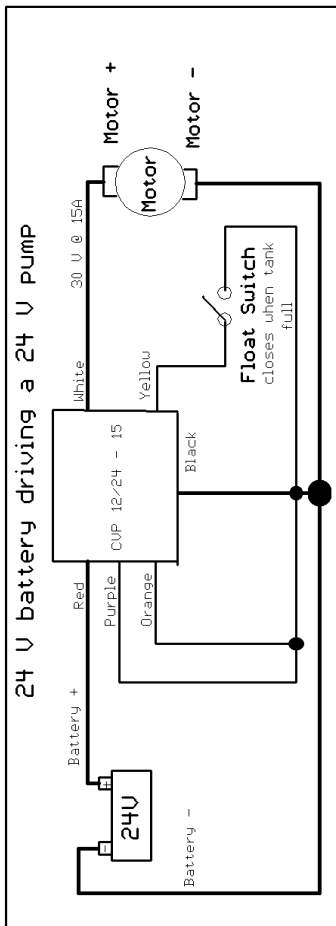 24 V battery driving a 24 V pump
Battery +
+
-
24V
Battery -
Red
Purple
Orange
CVP 12/24 - 15
White
Yellow
Black
30 V @ 15A
Motor +
Motor
Motor -
Float Switch
closes when tank
full